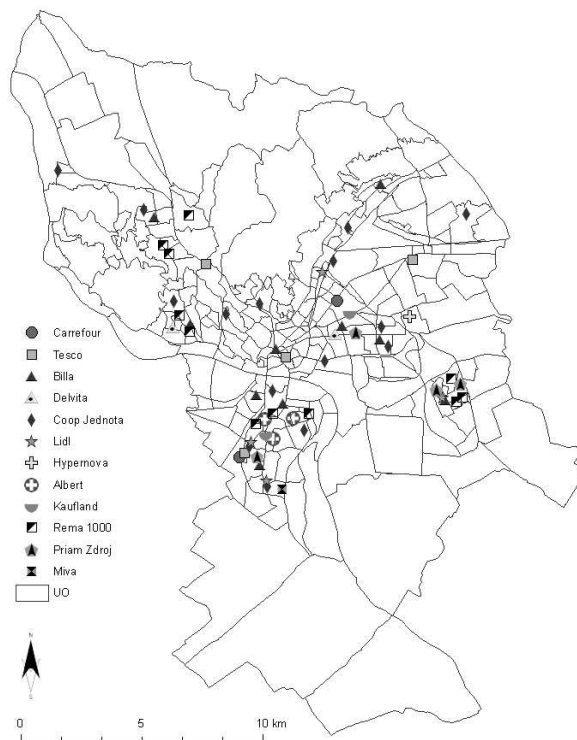 Carrefour
Tesco
Billa
Delvita
Coop Jednota
Lidl
Hypernova
Albert
Kaufland
Rema 1000
Priam Zdroj
Miva
UO
N
S
0 5 10 km